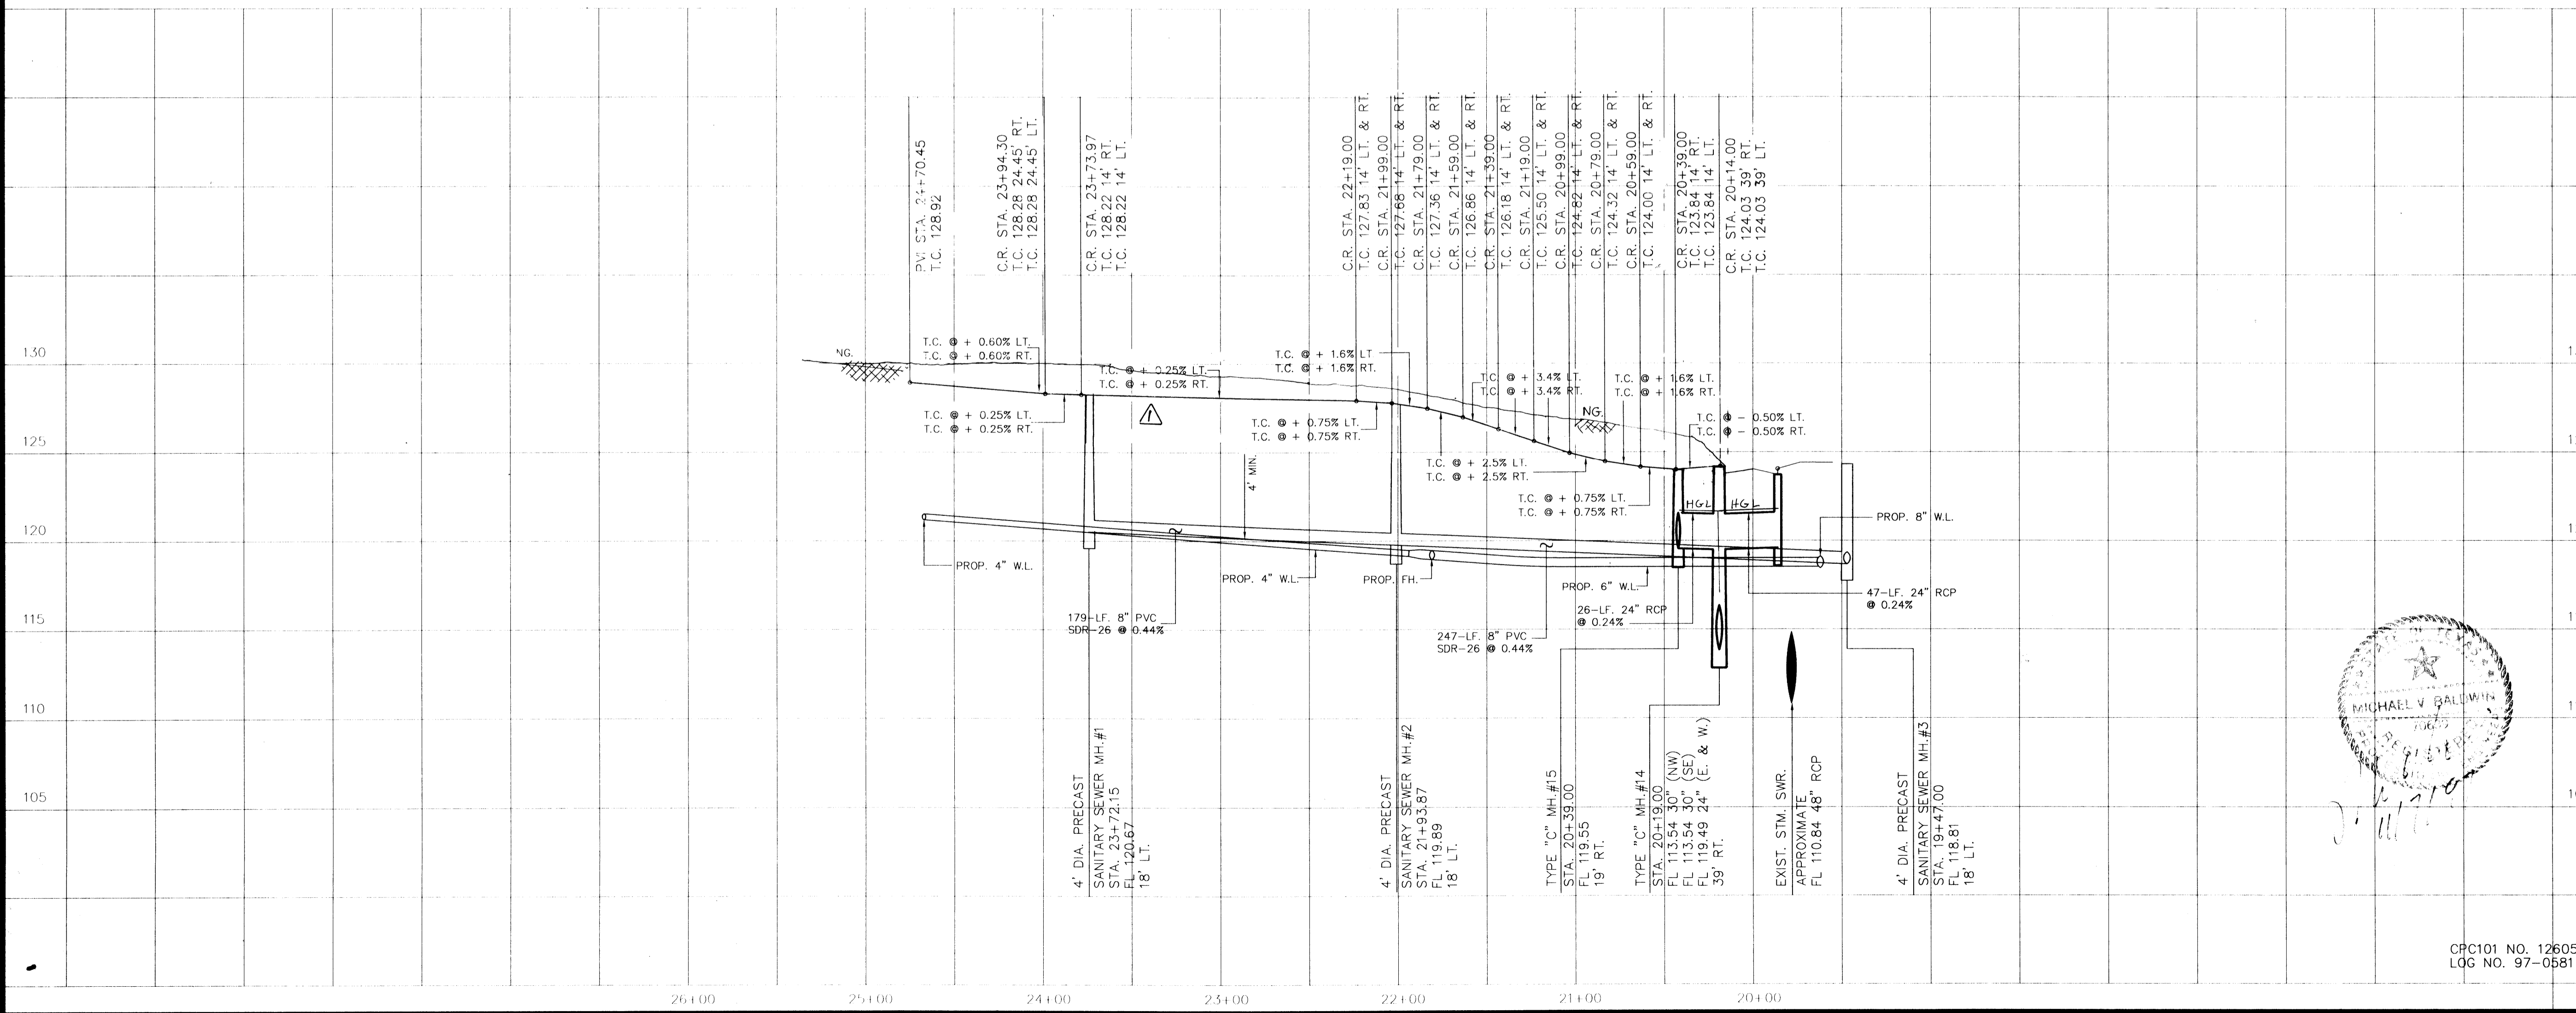 PVI STA. 24+70.45
T.C. 128.92
C.R. STA. 23+94.30
T.C. 128.28 24.45' RT.
T.C. 128.28 24.45' LT.
C.R. STA. 23+73.97
T.C. 128.22 14' RT.
T.C. 128.22 14' LT.
C.R. STA. 22+19.00
T.C. 127.83 14' LT. & RT.
C.R. STA. 21+99.00
T.C. 127.68 14' LT. & RT.
C.R. STA. 21+79.00
T.C. 127.36 14' LT. & RT.
C.R. STA. 21+59.00
T.C. 126.86 14' LT. & RT.
C.R. STA. 21+39.00
T.C. 126.18 14' LT. & RT.
C.R. STA. 21+19.00
T.C. 125.50 14' LT. & RT.
C.R. STA. 20+99.00
T.C. 124.82 14' LT. & RT.
C.R. STA. 20+79.00
T.C. 124.32 14' LT. & RT.
C.R. STA. 20+59.00
T.C. 124.00 14' LT. & RT.
C.R. STA. 20+39.00
T.C. 123.84 14' RT.
T.C. 123.84 14' LT.
C.R. STA. 20+14.00
T.C. 124.03 39' RT.
T.C. 124.03 39' LT.
130
125
120
115
110
105
NG.
T.C. @ + 0.60% LT.
T.C. @ + 0.60% RT.
T.C. @ + 0.25% LT.
T.C. @ + 0.25% RT.
T.C. @ + 0.25% LT.
T.C. @ + 0.25% RT.
1
T.C. @ + 1.6% LT
T.C. @ + 1.6% RT.
T.C. @ + 0.75% LT.
T.C. @ + 0.75% RT.
T.C. @ + 3.4% LT.
T.C. @ + 3.4% RT.
T.C. @ + 2.5% LT.
T.C. @ + 2.5% RT.
T.C. @ + 1.6% LT.
T.C. @ + 1.6% RT.
NG.
T.C. @ + 0.75% LT.
T.C. @ + 0.75% RT.
T.C. @ - 0.50% LT.
T.C. @ - 0.50% RT.
HGL
HGL
4' MIN.
PROP. 4" W.L.
PROP. 4" W.L.
PROP. FH.
PROP. 6" W.L.
PROP. 8" W.L.
179-LF. 8" PVC
SDR-26 @ 0.44%
247-LF. 8" PVC
SDR-26 @ 0.44%
26-LF. 24" RCP
@ 0.24%
47-LF. 24" RCP
@ 0.24%
4' DIA. PRECAST
SANITARY SEWER MH.#1
STA. 23+72.15
FL 120.67
18' LT.
4' DIA. PRECAST
SANITARY SEWER MH.#2
STA. 21+93.87
FL 119.89
18' LT.
TYPE "C" MH.#15
STA. 20+39.00
FL 119.55
19' RT.
TYPE "C" MH.#14
STA. 20+19.00
FL 113.54 30" (NW)
FL 113.54 30" (SE)
FL 119.49 24" (E. & W.)
39' RT.
EXIST. STM. SWR.
APPROXIMATE
FL 110.84 48" RCP
4' DIA. PRECAST
SANITARY SEWER MH.#3
STA. 19+47.00
FL 118.81
18' LT.
MICHAEL V BALDWIN
CPC101 NO. 12605
LOG NO. 97-0581
26+00
25+00
24+00
23+00
22+00
21+00
20+00